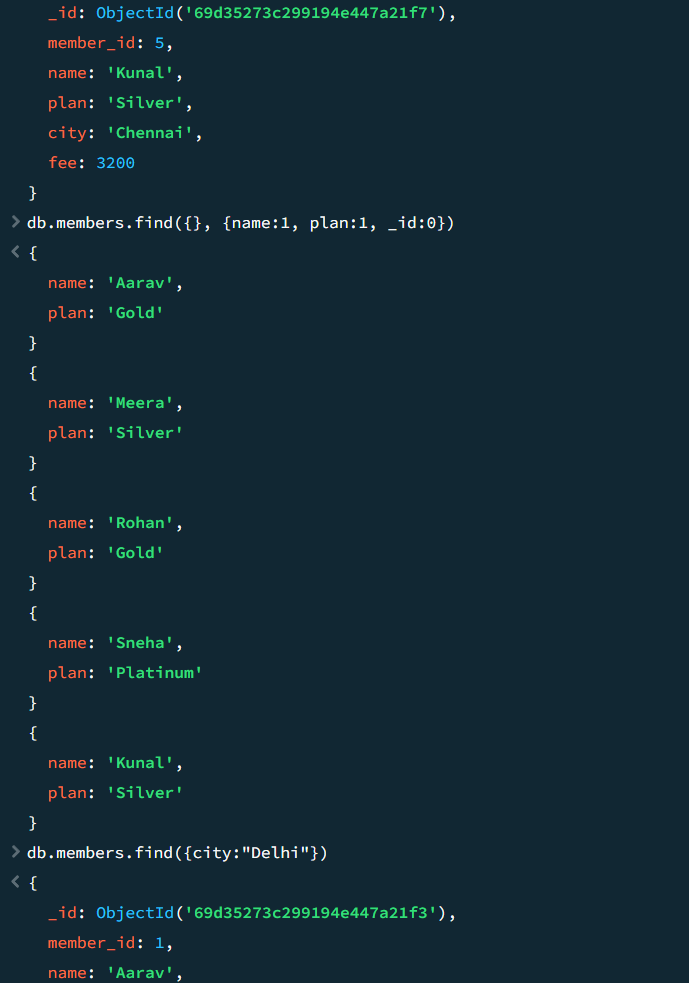 _id: ObjectId('69d35273c299194e447a21f7'),
member_id: 5,
name: 'Kunal',
plan: 'Silver',
city: 'Chennai',
fee: 3200
}
> db.members.find({}, {name:1, plan:1, _id:0})
< {
name: 'Aarav',
plan: 'Gold'
}
{
name: 'Meera',
plan: 'Silver'
}
{
name: 'Rohan',
plan: 'Gold'
}
{
name: 'Sneha',
plan: 'Platinum'
}
{
name: 'Kunal',
plan: 'Silver'
}
> db.members.find({city:"Delhi"})
< {
_id: ObjectId('69d35273c299194e447a21f3'),
member_id: 1,
name: 'Aarav',